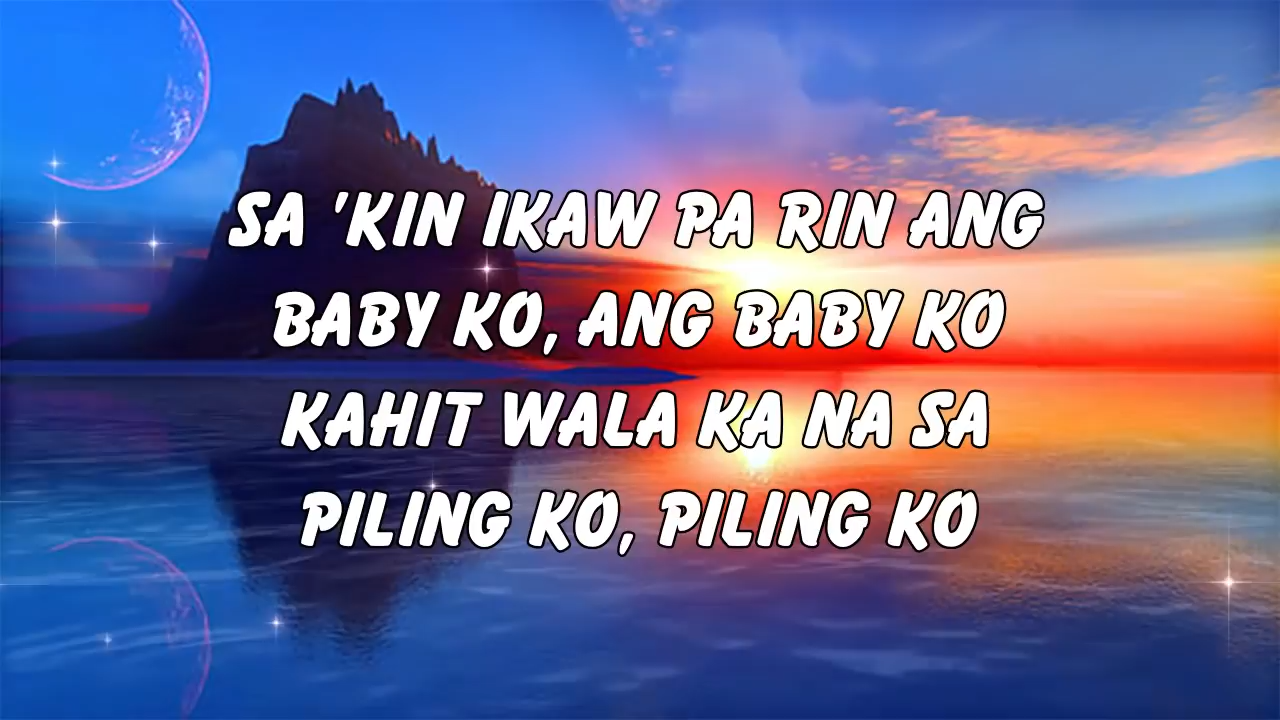 SA 'KIN IKAW PA RIN ANG
BABY KO, ANG BABY KO
KAHIT WALA KA NA SA
PILING KO, PILING KO